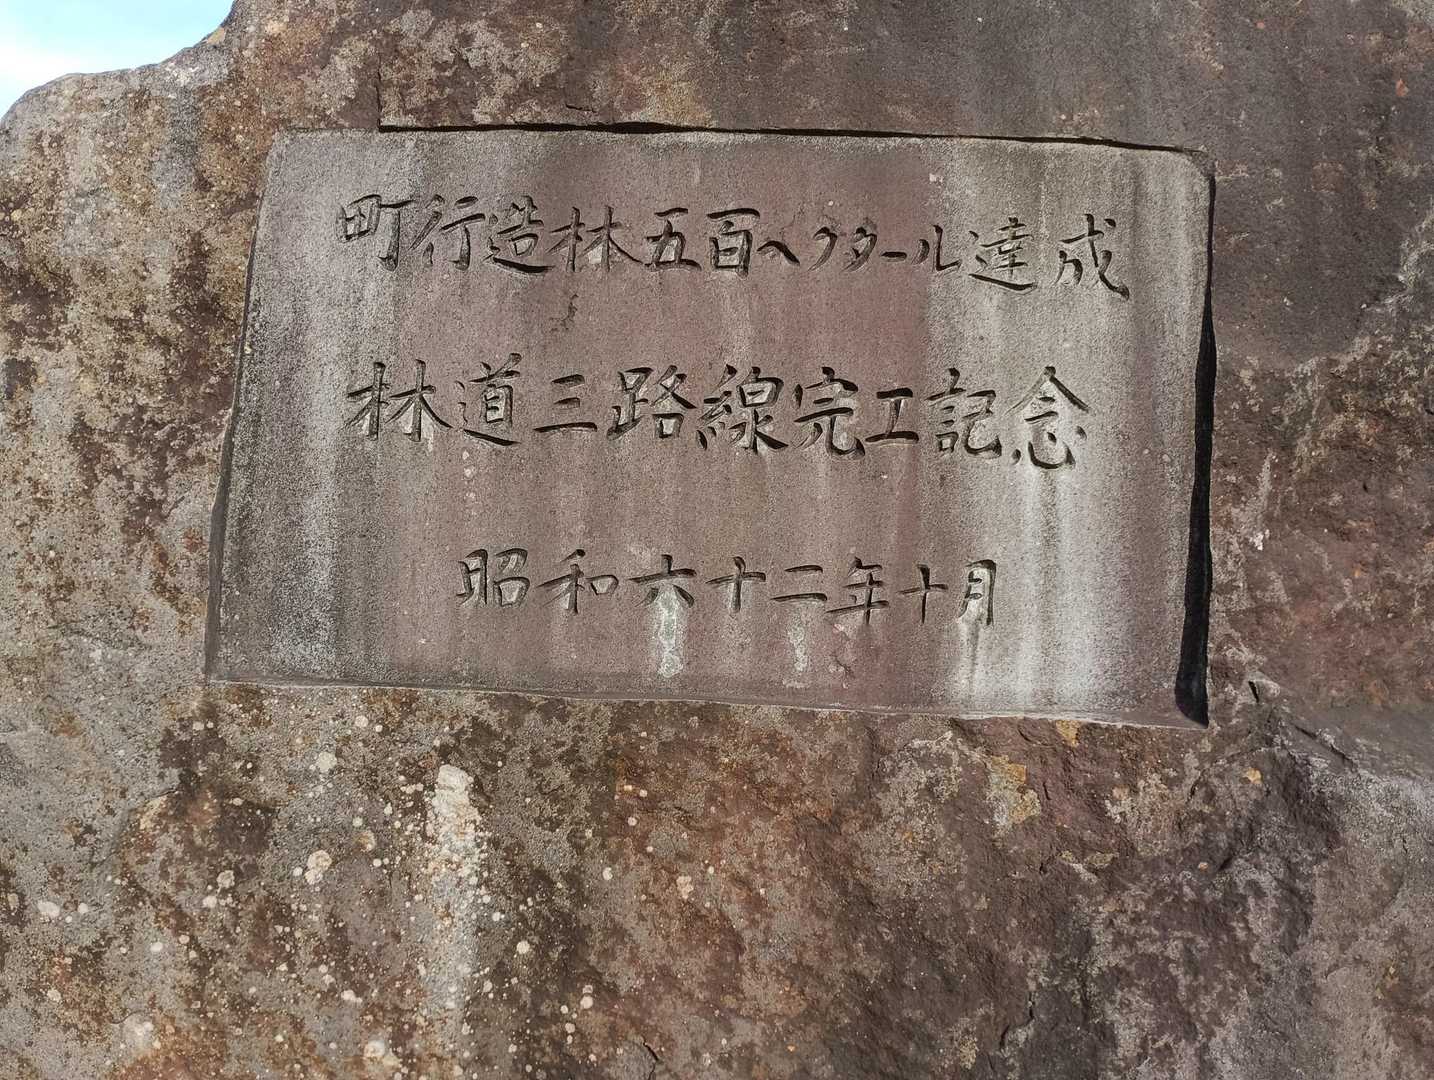 町行造林五百ヘクタール達成
林道三路線完工記念
昭和六十二年十月